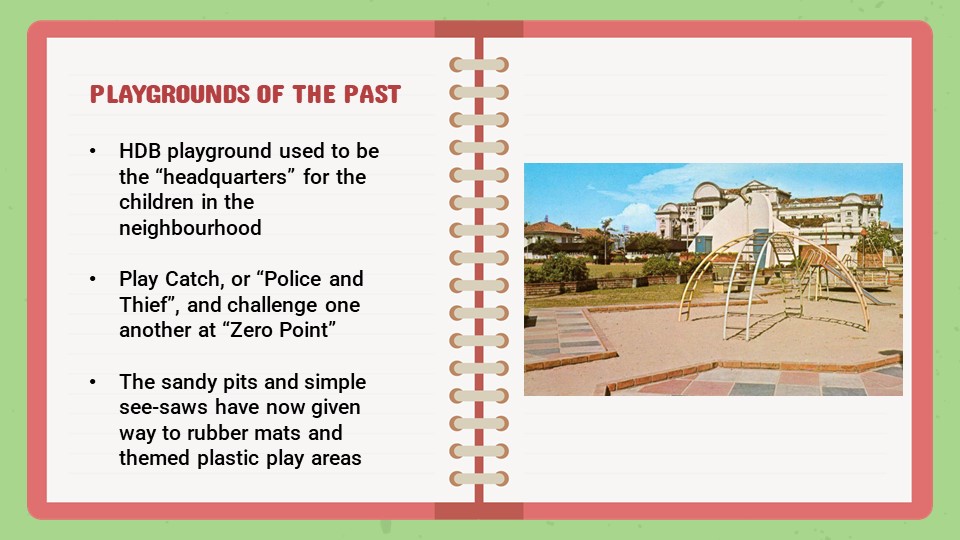 PLAYGROUNDS OF THE PAST
• HDB playground used to be
the “headquarters” for the
children in the
neighbourhood
• Play Catch, or “Police and
Thief”, and challenge one
another at “Zero Point”
• The sandy pits and simple
see-saws have now given
way to rubber mats and
themed plastic play areas